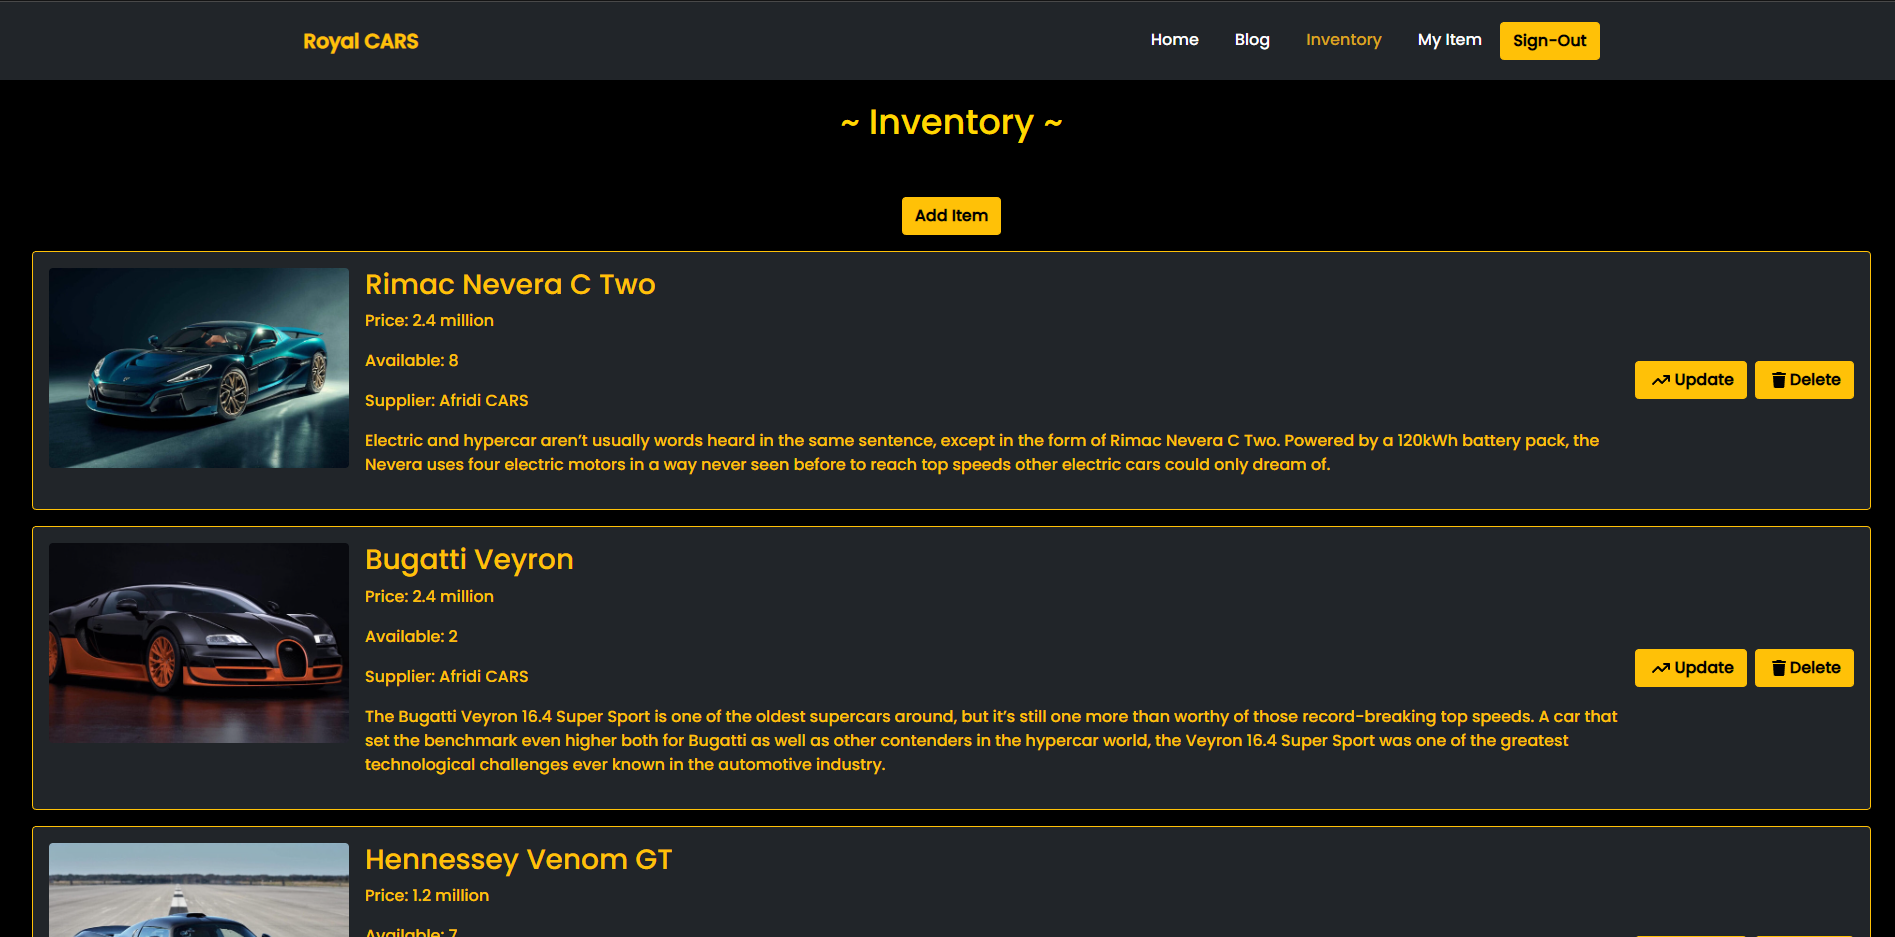 Royal CARS
Home Blog Inventory My Item Sign-Out
~ Inventory ~
Add Item
Rimac Nevera C Two
Price: 2.4 million
Available: 8
Supplier: Afridi CARS
Update Delete
Electric and hypercar aren’t usually words heard in the same sentence, except in the form of Rimac Nevera C Two. Powered by a 120kWh battery pack, the
Nevera uses four electric motors in a way never seen before to reach top speeds other electric cars could only dream of.
Bugatti Veyron
Price: 2.4 million
Available: 2
Supplier: Afridi CARS
Update Delete
The Bugatti Veyron 16.4 Super Sport is one of the oldest supercars around, but it’s still one more than worthy of those record-breaking top speeds. A car that
set the benchmark even higher both for Bugatti as well as other contenders in the hypercar world, the Veyron 16.4 Super Sport was one of the greatest
technological challenges ever known in the automotive industry.
Hennessey Venom GT
Price: 1.2 million
Available: 7